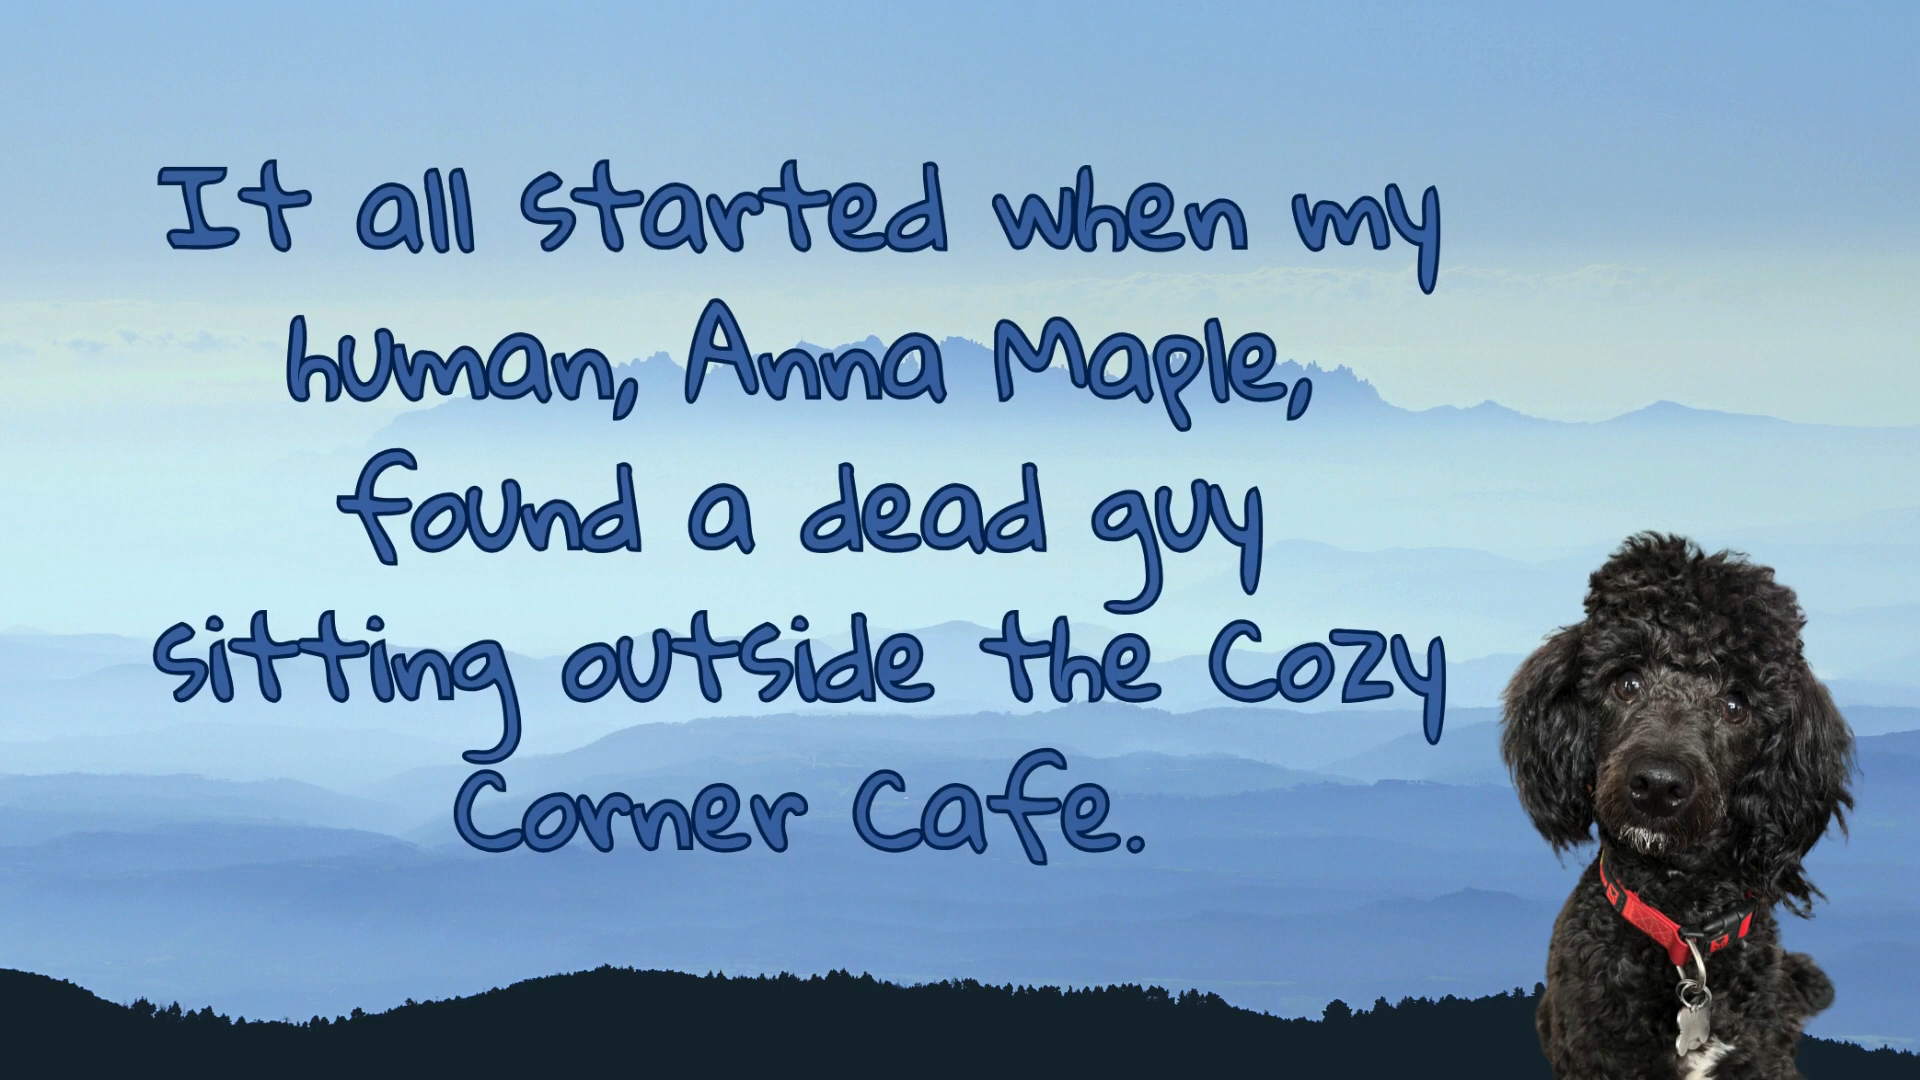 It all started when my
human, Anna Maple,
found a dead guy
sitting outside the Cozy
Corner Cafe.